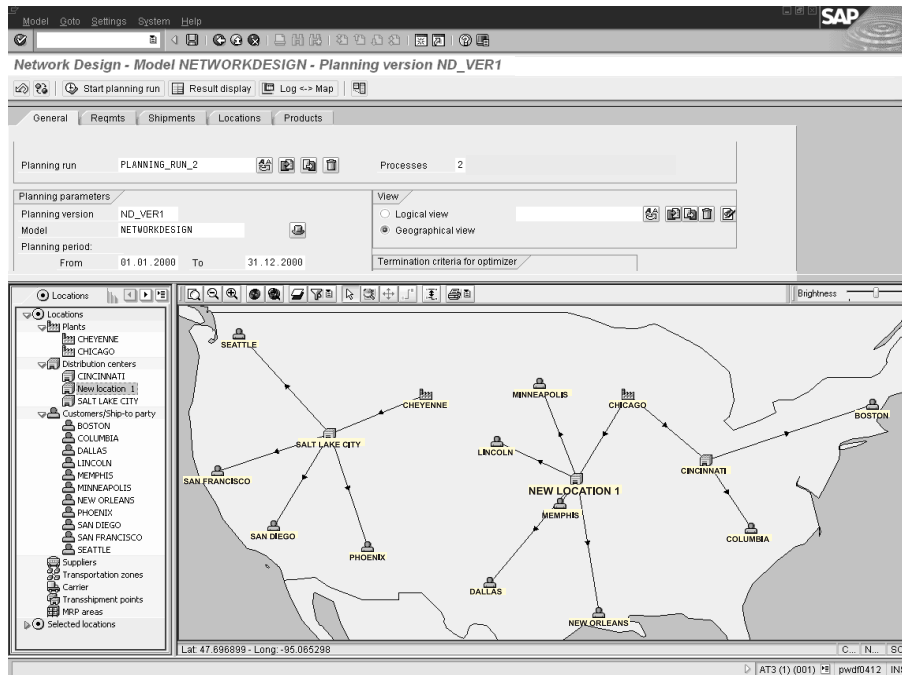 Model Goto Settings System Help
SAP
Network Design - Model NETWORKDESIGN - Planning version ND_VER1
Start planning run Result display Log <-> Map
General Reqmts Shipments Locations Products
Planning run PLANNING_RUN_2 Processes 2
Planning parameters View
Planning version ND_VER1 Logical view
Model NETWORKDESIGN Geographical view
Planning period:
From 01.01.2000 To 31.12.2000 Termination criteria for optimizer
Locations Brightness
Locations
Plants
CHEYENNE
CHICAGO
Distribution centers
CINCINNATI
New location 1
SALT LAKE CITY
Customers/Ship-to party
BOSTON
COLUMBIA
DALLAS
LINCOLN
MEMPHIS
MINNEAPOLIS
NEW ORLEANS
PHOENIX
SAN DIEGO
SAN FRANCISCO
SEATTLE
Suppliers
Transportation zones
Carrier
Transshipment points
MRP areas
Selected locations
SEATTLE
MINNEAPOLIS
CHEYENNE
CHICAGO
BOSTON
SALT LAKE CITY
LINCOLN
CINCINNATI
SAN FRANCISCO
NEW LOCATION 1
MEMPHIS
SAN DIEGO
COLUMBIA
PHOENIX
DALLAS
NEW ORLEANS
Lat: 47.696899 - Long: -95.065298 C... N... SC
AT3 (1) (001) pwdf0412 INS